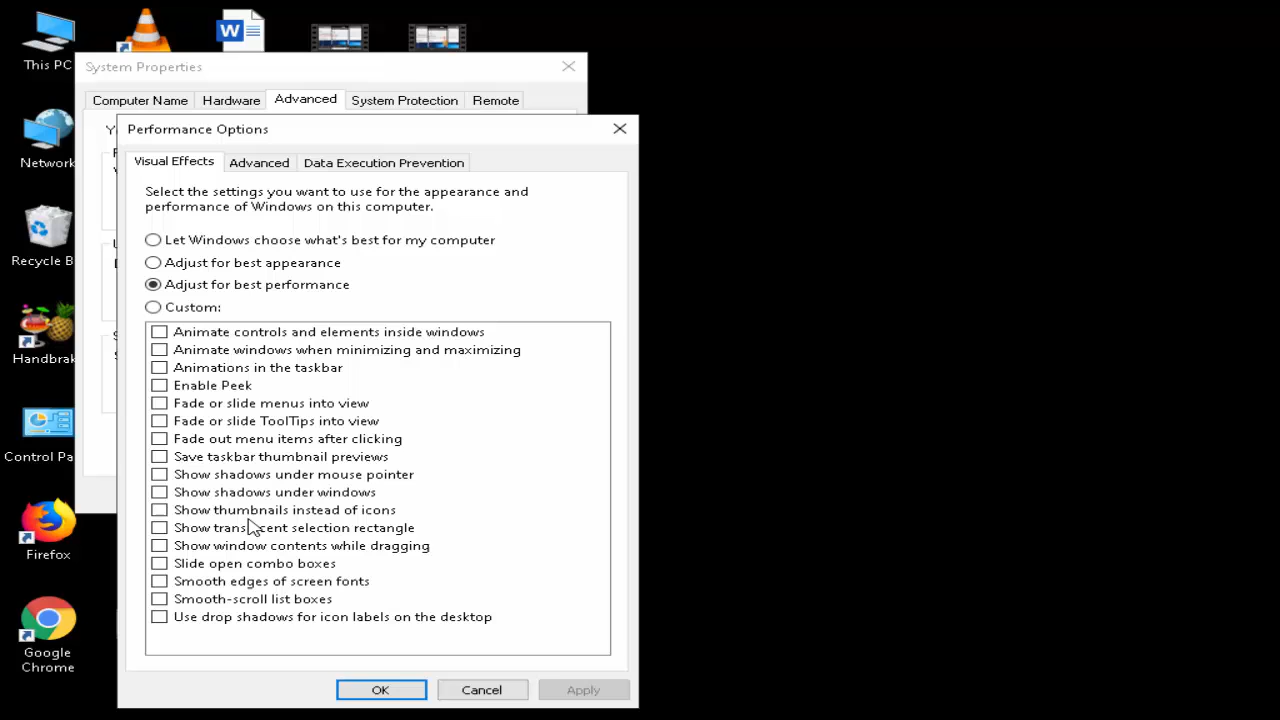 This PC
W
System Properties
Computer Name
Hardware
Advanced
System Protection
Remote
Performance Options
Visual Effects
Advanced
Data Execution Prevention
Select the settings you want to use for the appearance and
performance of Windows on this computer.
Let Windows choose what's best for my computer
Adjust for best appearance
Adjust for best performance
Custom:
Animate controls and elements inside windows
Animate windows when minimizing and maximizing
Animations in the taskbar
Enable Peek
Fade or slide menus into view
Fade or slide ToolTips into view
Fade out menu items after clicking
Save taskbar thumbnail previews
Show shadows under mouse pointer
Show shadows under windows
Show thumbnails instead of icons
Show selection rectangle
Show window contents while dragging
Slide open combo boxes
Smooth edges of screen fonts
Smooth-scroll list boxes
Use drop shadows for icon labels on the desktop
OK
Cancel
Apply
Network
Recycle B
Handbrak
Control Pa
Firefox
Google
Chrome